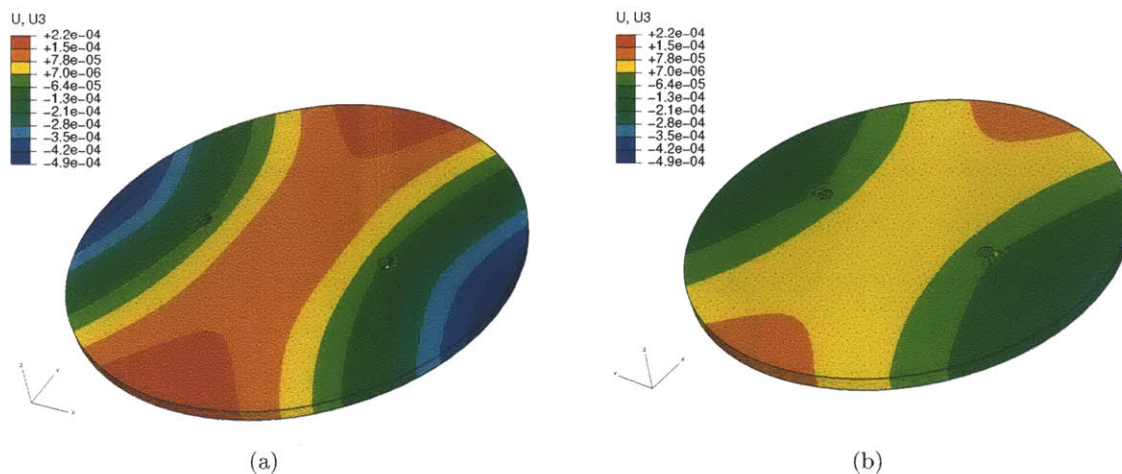 U, U3
+2.2e-04
+1.5e-04
+7.8e-05
+7.0e-06
-6.4e-05
-1.3e-04
-2.1e-04
-2.8e-04
-3.5e-04
-4.2e-04
-4.9e-04
z
x
(a)
U, U3
+2.2e-04
+1.5e-04
+7.8e-05
+7.0e-06
-6.4e-05
-1.3e-04
-2.1e-04
-2.8e-04
-3.5e-04
-4.2e-04
-4.9e-04
z
x
(b)